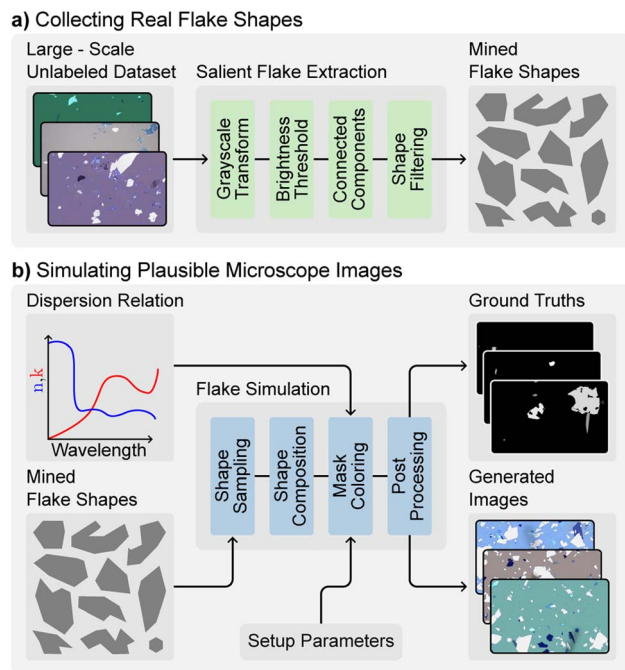 a) Collecting Real Flake Shapes
Large - Scale
Unlabeled Dataset
Salient Flake Extraction
Grayscale
Transform
Brightness
Threshold
Connected
Components
Shape
Filtering
Mined
Flake Shapes
b) Simulating Plausible Microscope Images
Dispersion Relation
n,k
Wavelength
Mined
Flake Shapes
Flake Simulation
Shape
Sampling
Shape
Composition
Mask
Coloring
Post
Processing
Setup Parameters
Ground Truths
Generated
Images